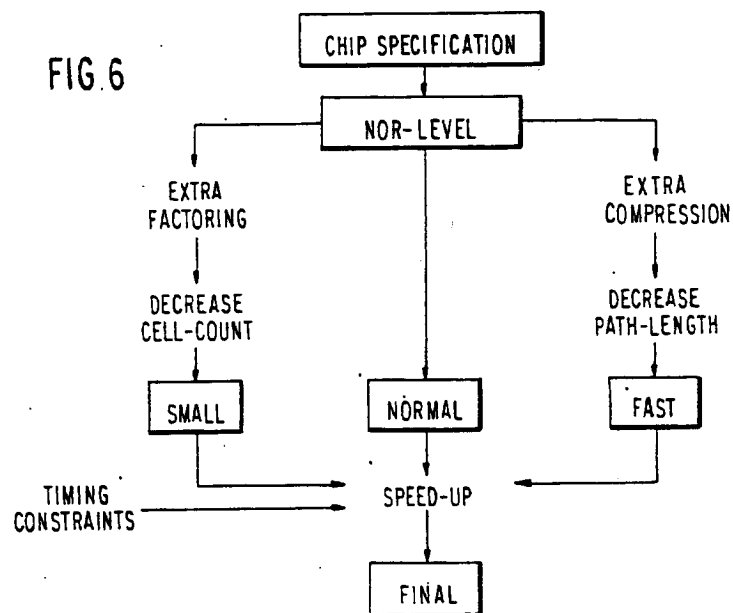 FIG.6
CHIP SPECIFICATION
NOR-LEVEL
EXTRA
FACTORING
EXTRA
COMPRESSION
DECREASE
CELL-COUNT
DECREASE
PATH-LENGTH
SMALL
NORMAL
FAST
TIMING
CONSTRAINTS
SPEED-UP
FINAL